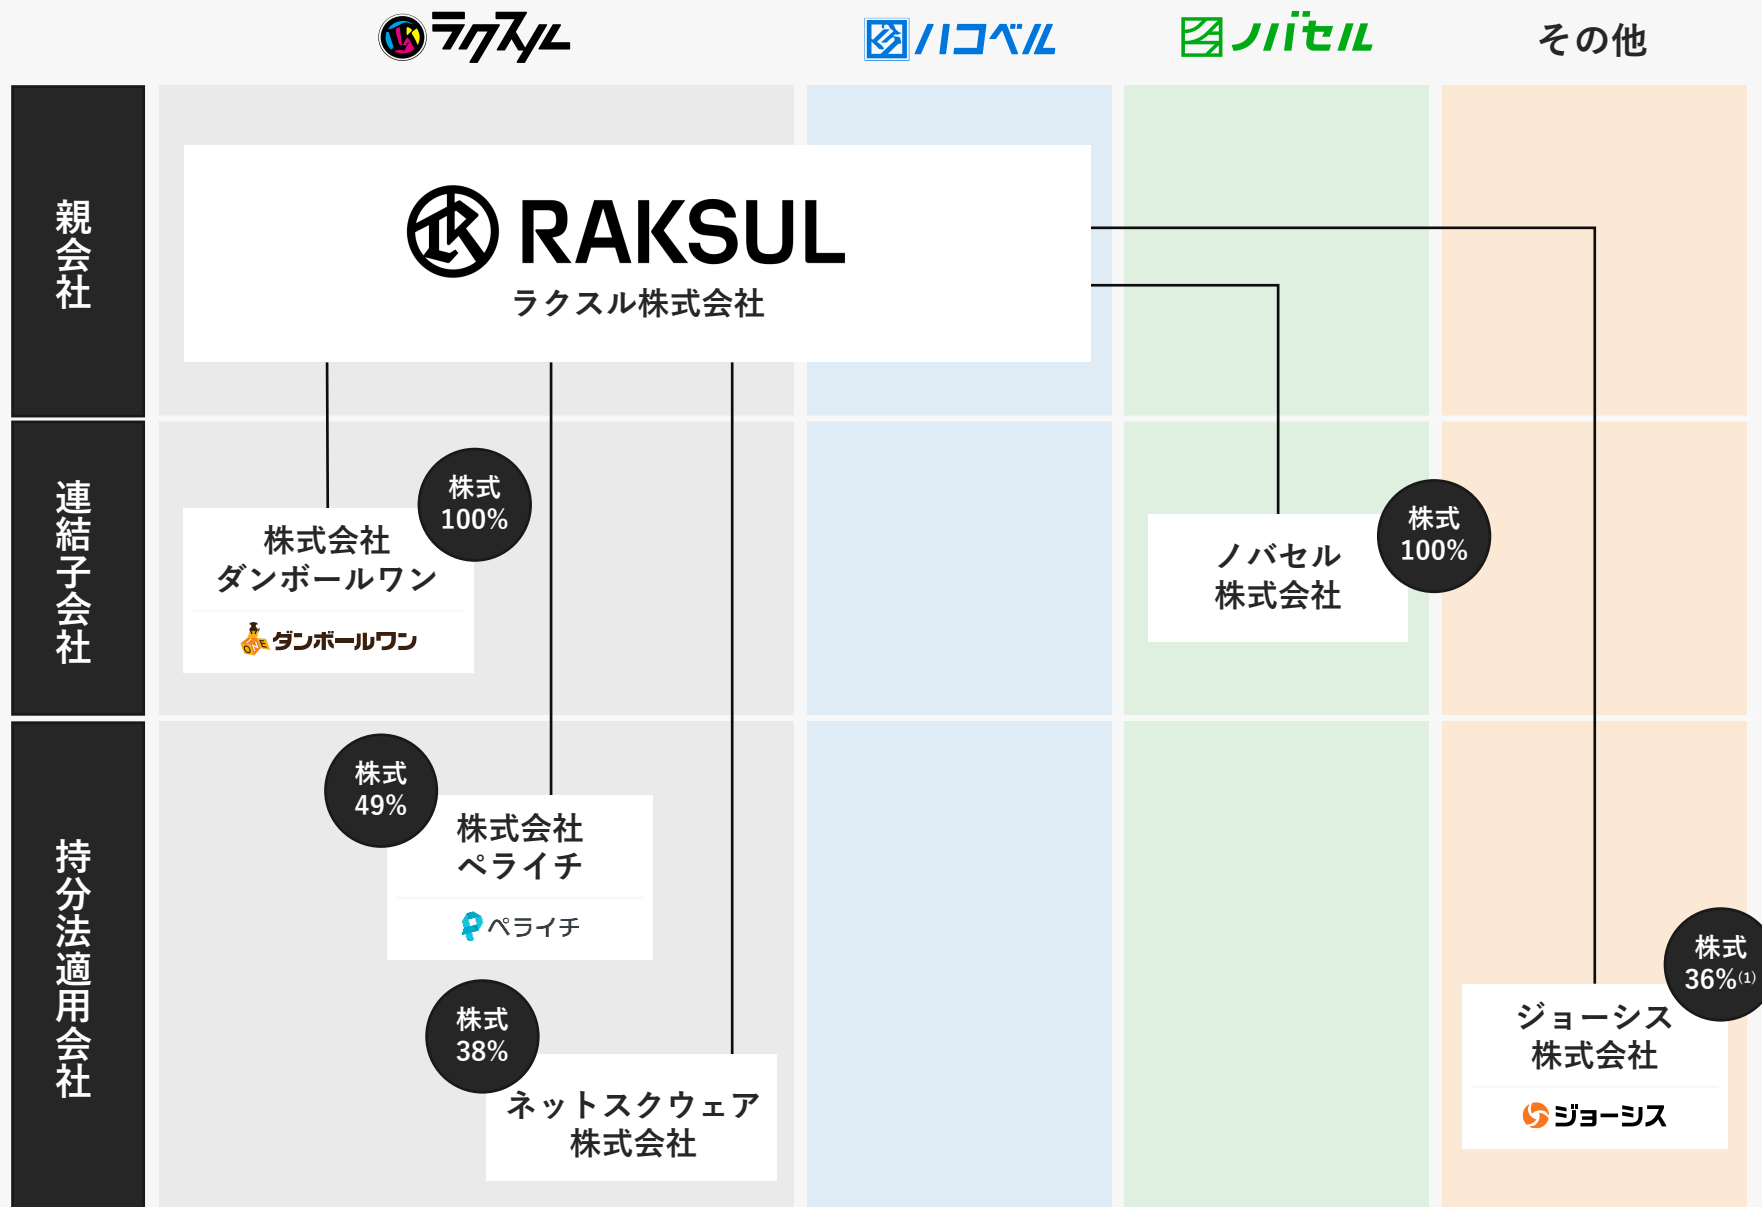 ラクスル
ハコベル
ノバセル
その他
親会社
RAKSUL
ラクスル株式会社
連結子会社
株式
100%
株式会社
ダンボールワン
ONE
ダンボールワン
株式
100%
ノバセル
株式会社
持分法適用会社
株式
49%
株式会社
ペライチ
ペライチ
株式
38%
ネットスクウェア
株式会社
株式
36%(1)
ジョーシス
株式会社
ジョーシス